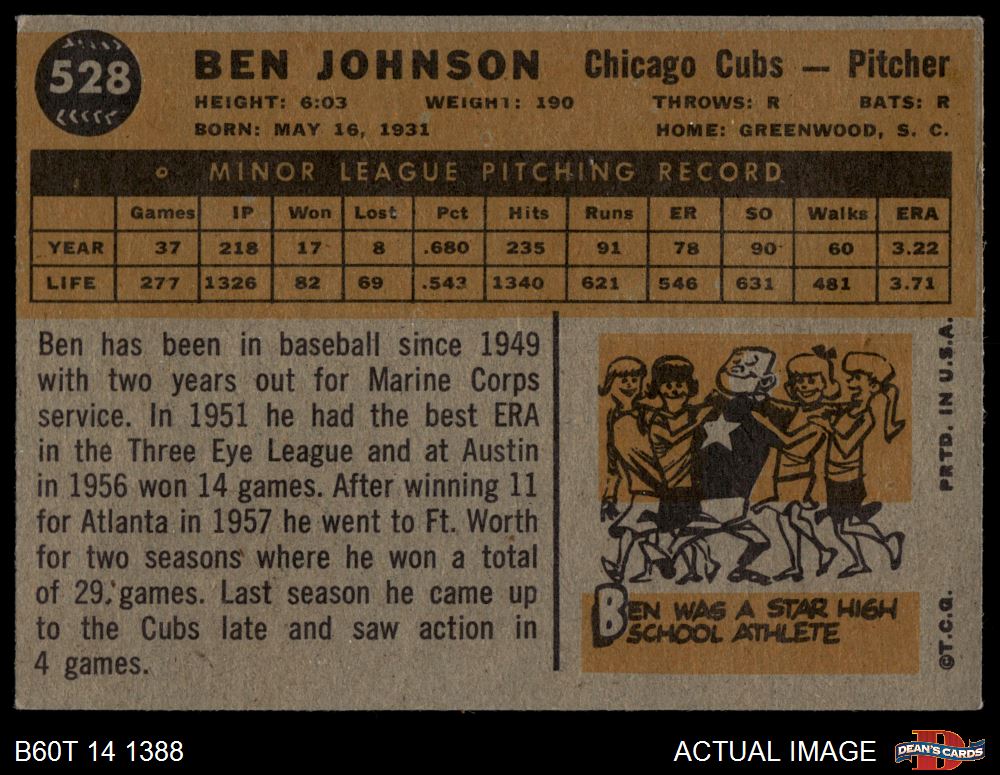 528
BEN JOHNSON Chicago Cubs — Pitcher
HEIGHT: 6:03 WEIGHT: 190 THROWS: R BATS: R
BORN: MAY 16, 1931 HOME: GREENWOOD, S. C.
MINOR LEAGUE PITCHING RECORD
Games IP Won Lost Pct Hits Runs ER SO Walks ERA
YEAR 37 218 17 8 .680 235 91 78 90 60 3.22
LIFE 277 1326 82 69 .543 1340 621 546 631 481 3.71
Ben has been in baseball since 1949
with two years out for Marine Corps
service. In 1951 he had the best ERA
in the Three Eye League and at Austin
in 1956 won 14 games. After winning 11
for Atlanta in 1957 he went to Ft. Worth
for two seasons where he won a total
of 29 games. Last season he came up
to the Cubs late and saw action in
4 games.
BEN WAS A STAR HIGH
SCHOOL ATHLETE
©T.C.G. PRTD. IN U.S.A.
B60T 14 1388
ACTUAL IMAGE
D
DEAN'S CARDS